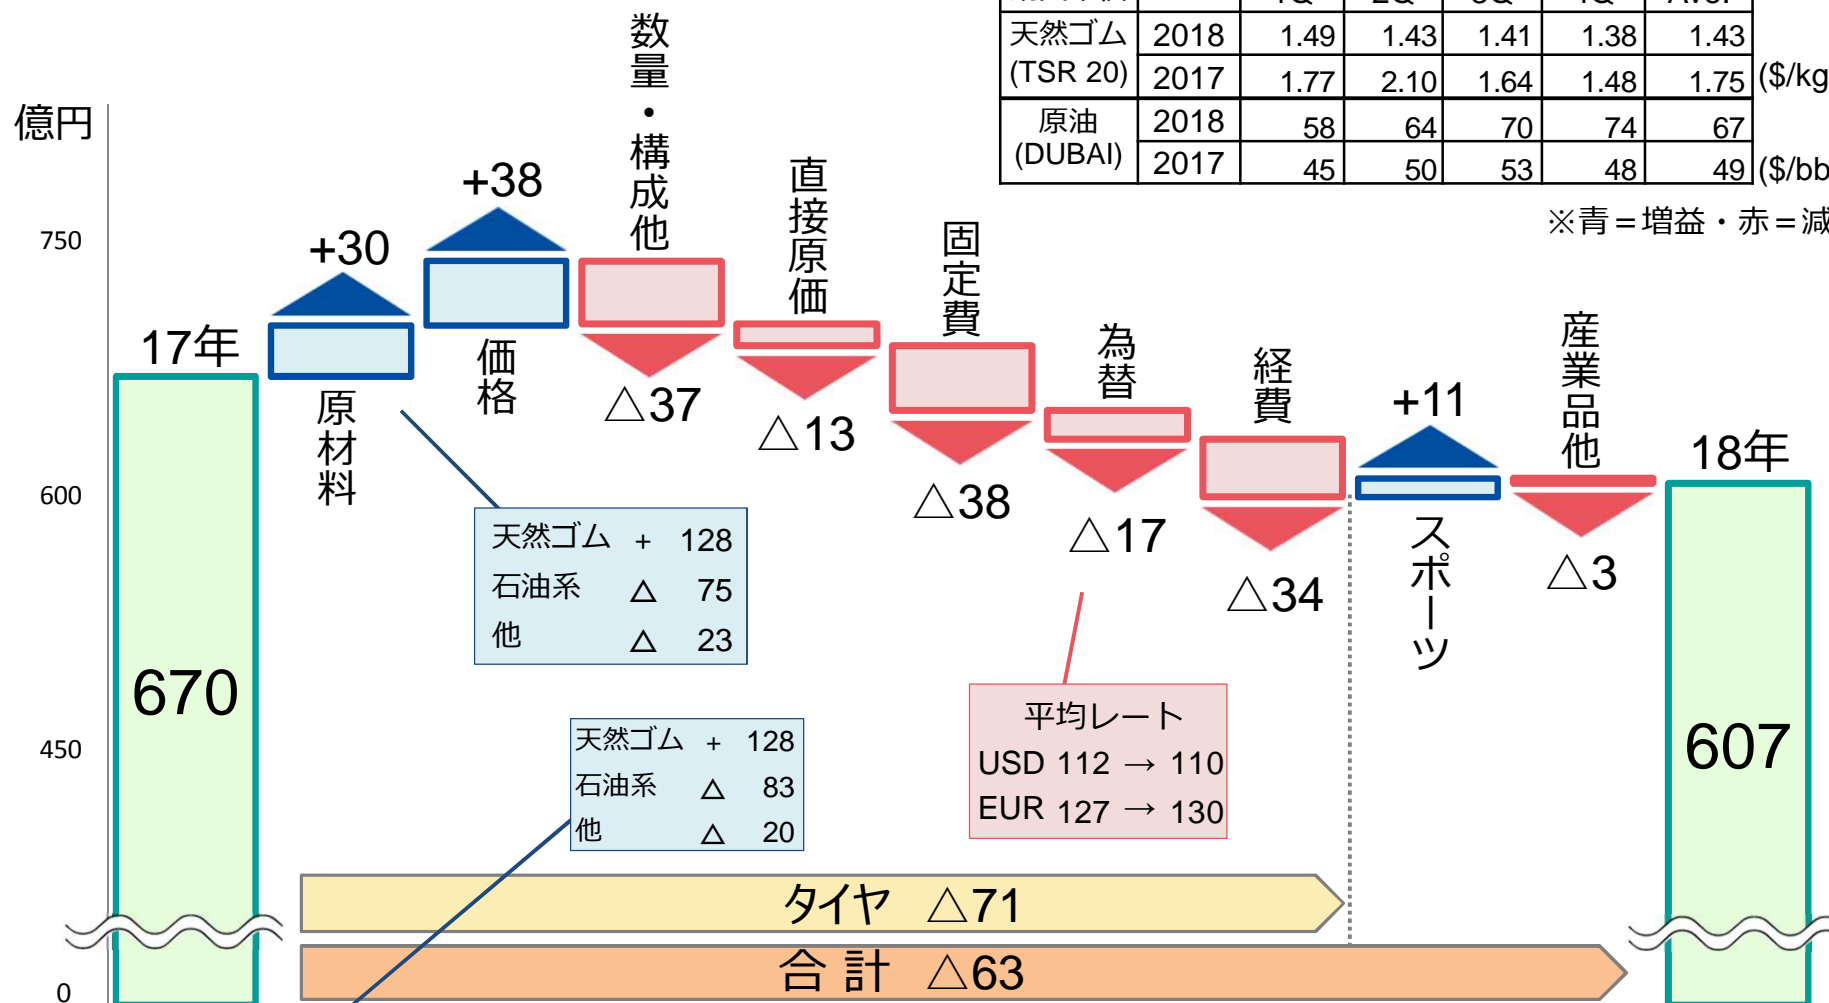 天然ゴム 2018 1.49 1.43 1.41 1.38 1.43
(TSR 20) 2017 1.77 2.10 1.64 1.48 1.75 ($/kg
原油 2018 58 64 70 74 67
(DUBAI) 2017 45 50 53 48 49 ($/bb
※青=増益・赤=減
億円
750
600
450
0
17年
670
+30
原材料
+38
価格
数量・構成他
△37
直接原価
△13
固定費
△38
為替
△17
経費
△34
+11
スポーツ
産業品他
△3
18年
607
天然ゴム + 128
石油系 △ 75
他 △ 23
天然ゴム + 128
石油系 △ 83
他 △ 20
平均レート
USD 112 → 110
EUR 127 → 130
タイヤ △71
合 計 △63